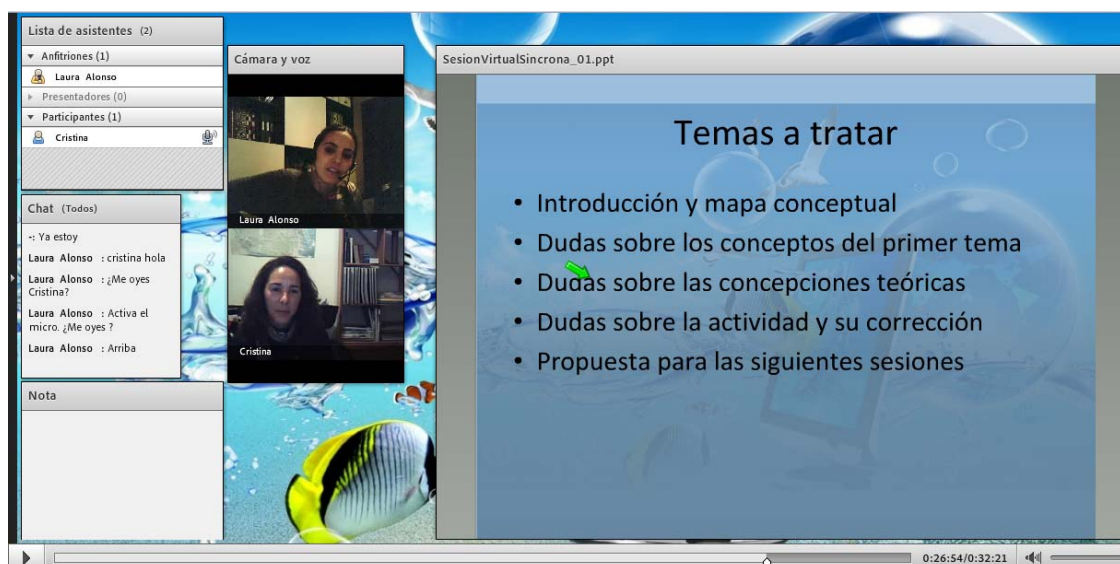 Lista de asistentes (2)
Anfitriones (1)
Laura Alonso
Presentadores (0)
Participantes (1)
Cristina
Chat (Todos)
-: Ya estoy
Laura Alonso : cristina hola
Laura Alonso : ¿Me oyes
Cristina?
Laura Alonso : Activa el
micro. ¿Me oyes ?
Laura Alonso : Arriba
Nota
Cámara y voz
Laura Alonso
Cristina
SesionVirtualSincrona_01.ppt
Temas a tratar
• Introducción y mapa conceptual
• Dudas sobre los conceptos del primer tema
• Dudas sobre las concepciones teóricas
• Dudas sobre la actividad y su corrección
• Propuesta para las siguientes sesiones
0:26:54/0:32:21